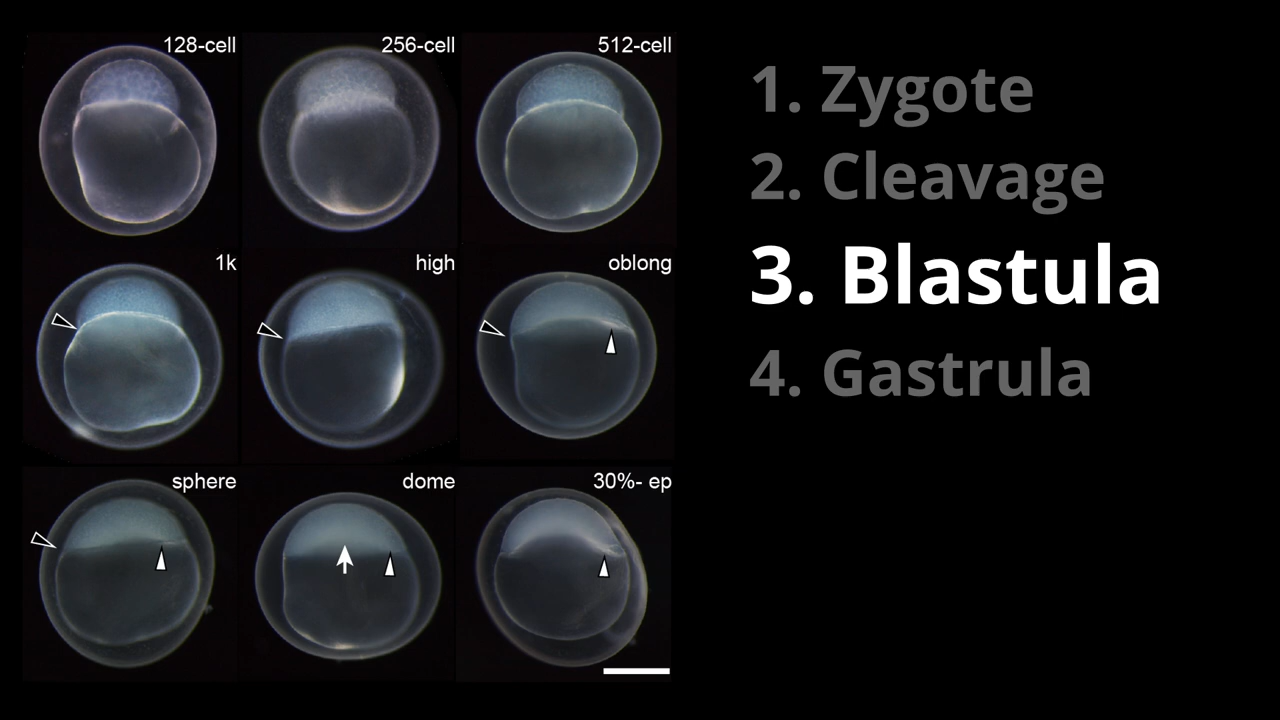 128-cell
256-cell
512-cell
1k
high
oblong
sphere
dome
30%- ep
1. Zygote
2. Cleavage
3. Blastula
4. Gastrula